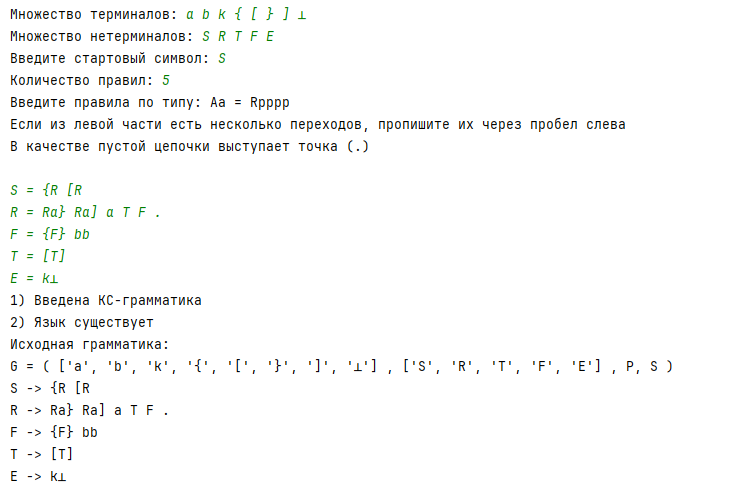 Множество терминалов: a b k { [ } ] ⊥
Множество нетерминалов: S R T F E
Введите стартовый символ: S
Количество правил: 5
Введите правила по типу: Aa = Rpppp
Если из левой части есть несколько переходов, пропишите их через пробел слева
В качестве пустой цепочки выступает точка (.)
S = {R [R
R = Ra} Ra] a T F .
F = {F} bb
T = [T]
E = k⊥
1) Введена КС-грамматика
2) Язык существует
Исходная грамматика:
G = ( ['a', 'b', 'k', '{', '[', '}', ']', '⊥'] , ['S', 'R', 'T', 'F', 'E'] , P, S )
S -> {R [R
R -> Ra} Ra] a T F .
F -> {F} bb
T -> [T]
E -> k⊥